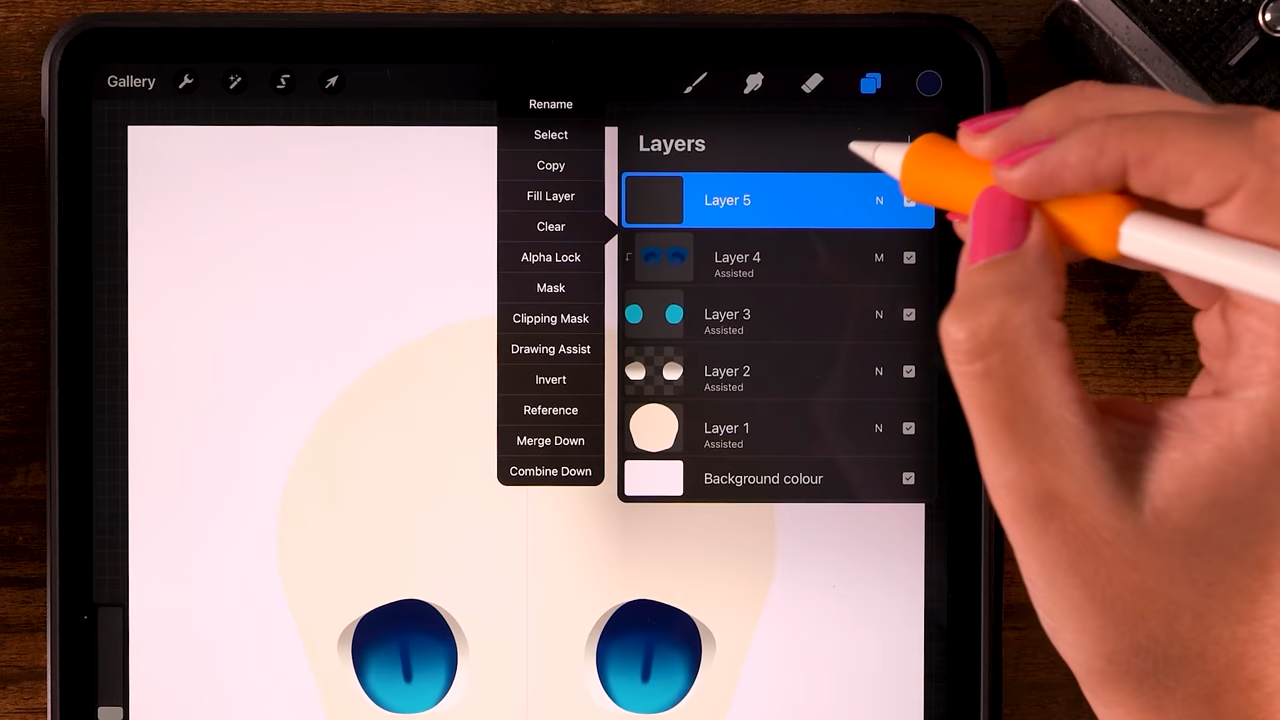 Gallery
Rename
Select
Copy
Fill Layer
Clear
Alpha Lock
Mask
Clipping Mask
Drawing Assist
Invert
Reference
Merge Down
Combine Down
Layers
Layer 5 N
Layer 4 M
Assisted
Layer 3 N
Assisted
Layer 2 N
Assisted
Layer 1 N
Assisted
Background colour